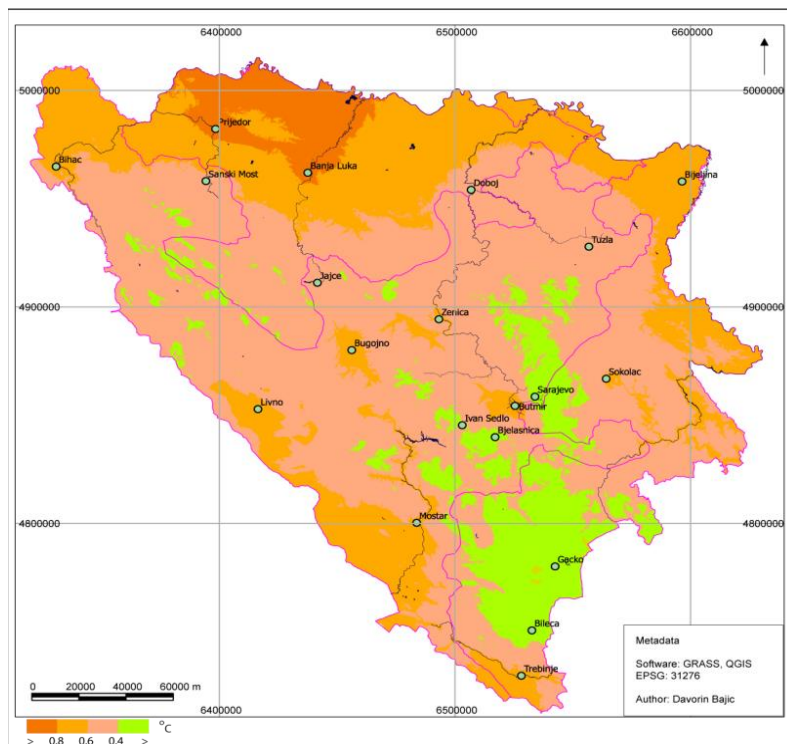 6400000 6500000 6600000
5000000 5000000
Prijedor
Bihac
Banja Luka
Sanski Most
Doboj
Bijeljina
Tuzla
Jajce
4900000 4900000
Zenica
Bugojno
Sokolac
Sarajevo
Livno
Butmir
Ivan Sedlo
Bjelasnica
4800000 4800000
Mostar
Gacko
Bileca
Metadata
Software: GRASS, QGIS
EPSG: 31276
Author: Davorin Bajic
Trebinje
0 20000 40000 60000 m
6400000 6500000
°C
> 0.8 0.6 0.4 >